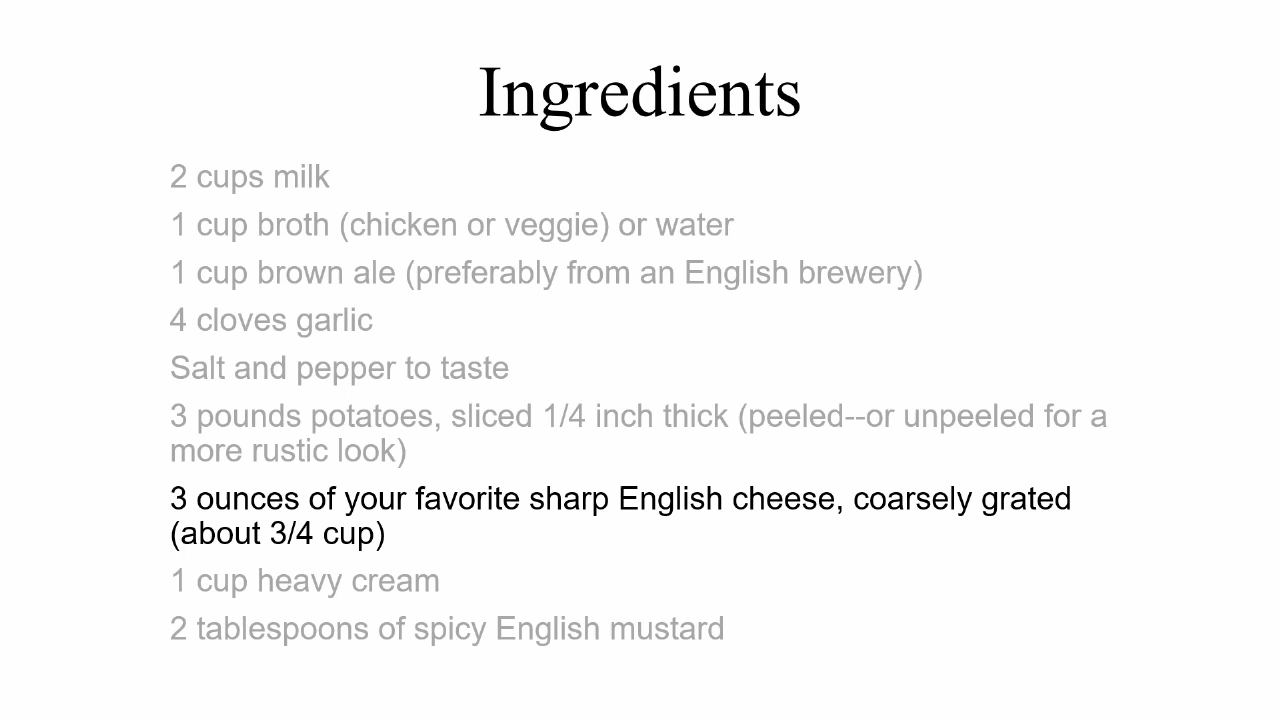 Ingredients
2 cups milk
1 cup broth (chicken or veggie) or water
1 cup brown ale (preferably from an English brewery)
4 cloves garlic
Salt and pepper to taste
3 pounds potatoes, sliced 1/4 inch thick (peeled--or unpeeled for a
more rustic look)
3 ounces of your favorite sharp English cheese, coarsely grated
(about 3/4 cup)
1 cup heavy cream
2 tablespoons of spicy English mustard